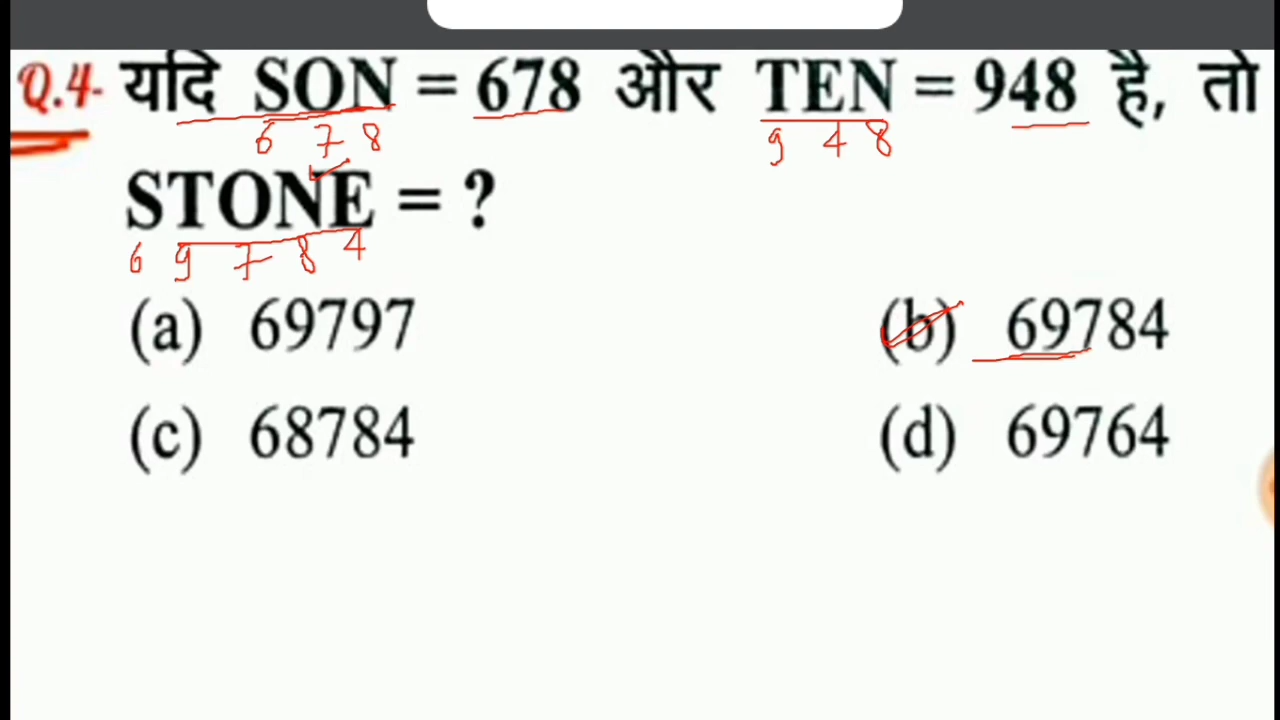 Q.4- यदि SON = 678 और TEN = 948 है, तो
6 7 8 9 4 8
STONE = ?
6 9 7 8 4
(a) 69797 (b) 69784
(c) 68784 (d) 69764